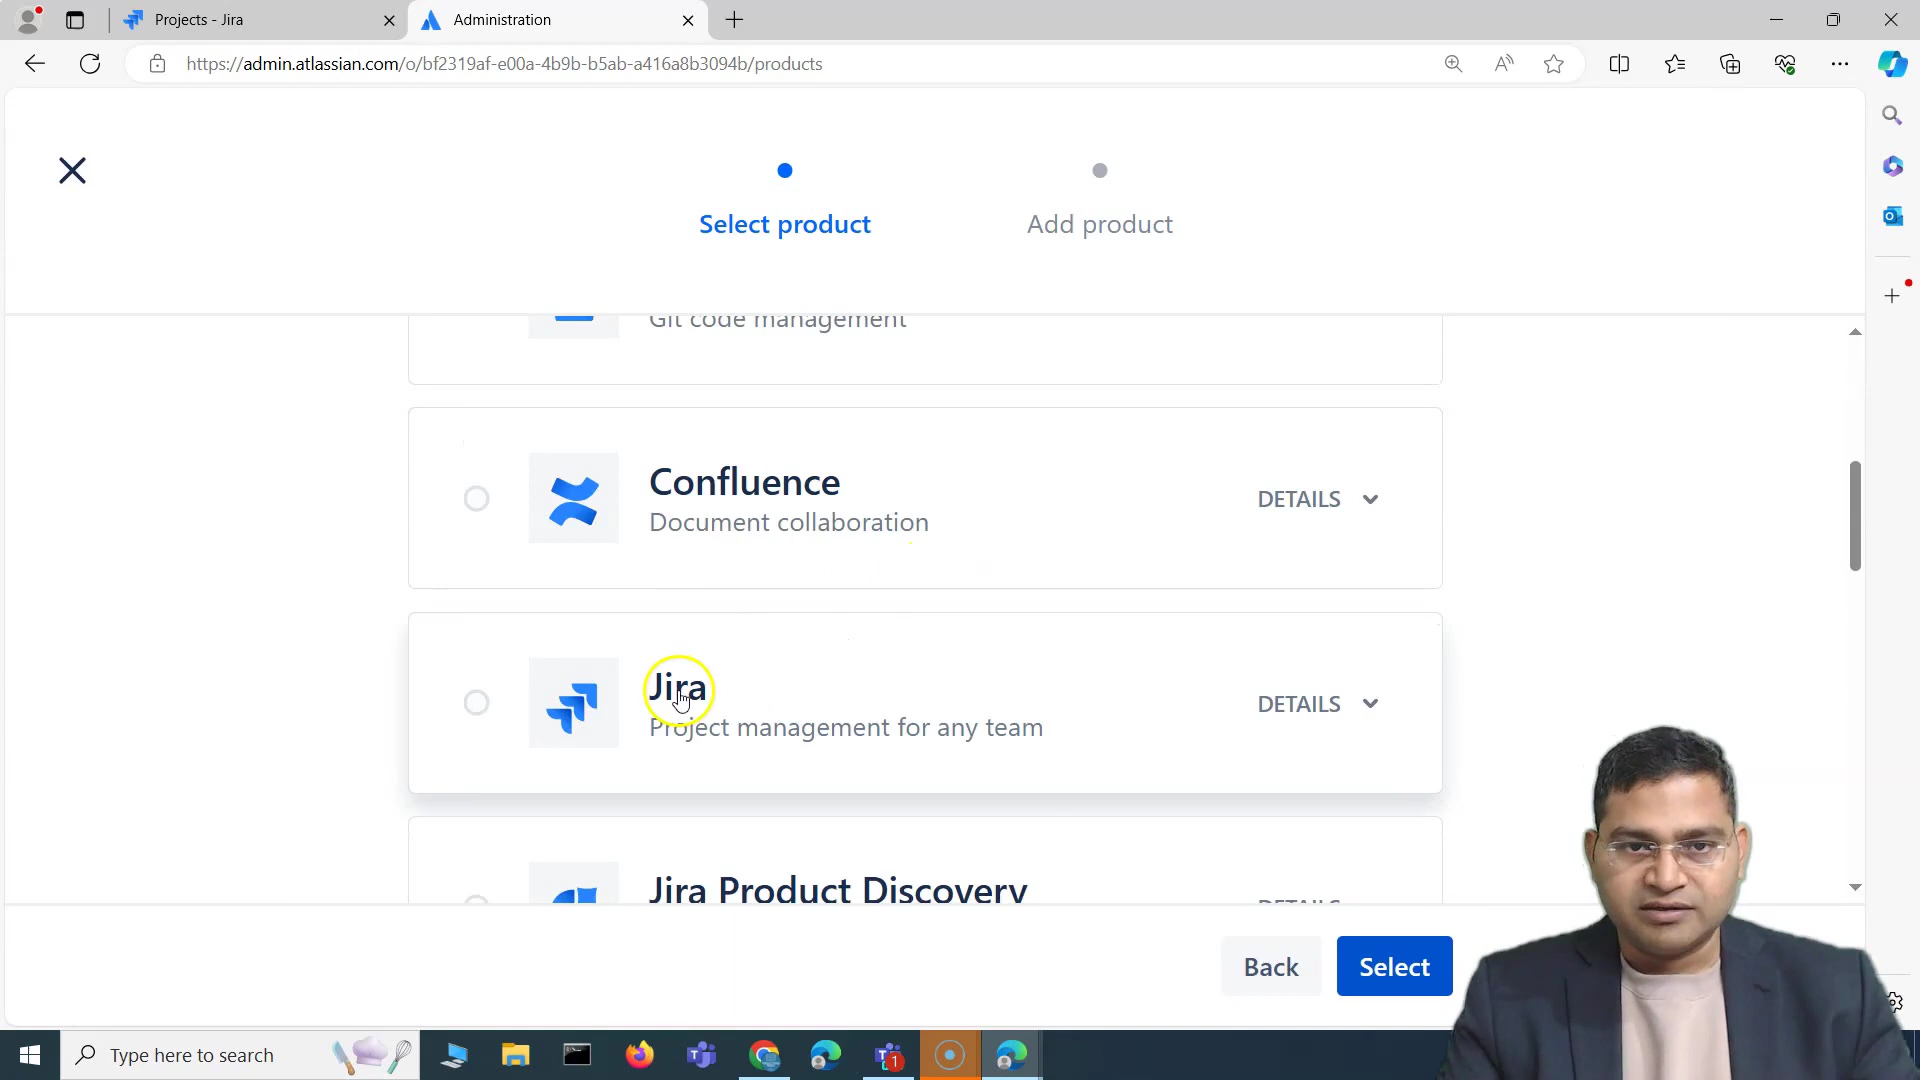 Projects - Jira
Administration
https://admin.atlassian.com/o/bf2319af-e00a-4b9b-b5ab-a416a8b3094b/products
Select product
Add product
Git code management
Confluence
Document collaboration
DETAILS
Jira
Project management for any team
DETAILS
Jira Product Discovery
DETAILS
Back
Select
Type here to search
1